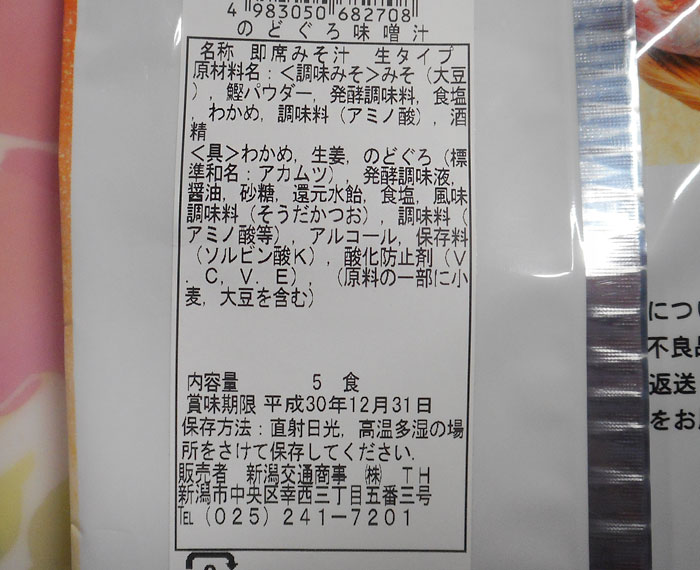 4 983050 682708
のどぐろ味噌汁
名称 即席みそ汁 生タイプ
原材料名：＜調味みそ＞みそ（大豆
），鰹パウダー，発酵調味料，食塩
，わかめ，調味料（アミノ酸），酒
精
＜具＞わかめ，生姜，のどぐろ（標
準和名：アカムツ），発酵調味液，
醤油，砂糖，還元水飴，食塩，風味
調味料（そうだかつお），調味料（
アミノ酸等），アルコール，保存料
（ソルビン酸Ｋ），酸化防止剤（Ｖ
．Ｃ，Ｖ．Ｅ），（原料の一部に小
麦，大豆を含む）
内容量 ５ 食
賞味期限 平成30年12月31日
保存方法：直射日光，高温多湿の場
所をさけて保存してください．
販売者 新潟交通商事 ㈱ ＴＨ
新潟市中央区幸西三丁目五番三号
℡（０２５）２４１ー７２０１
につい
不良品
返送
をお